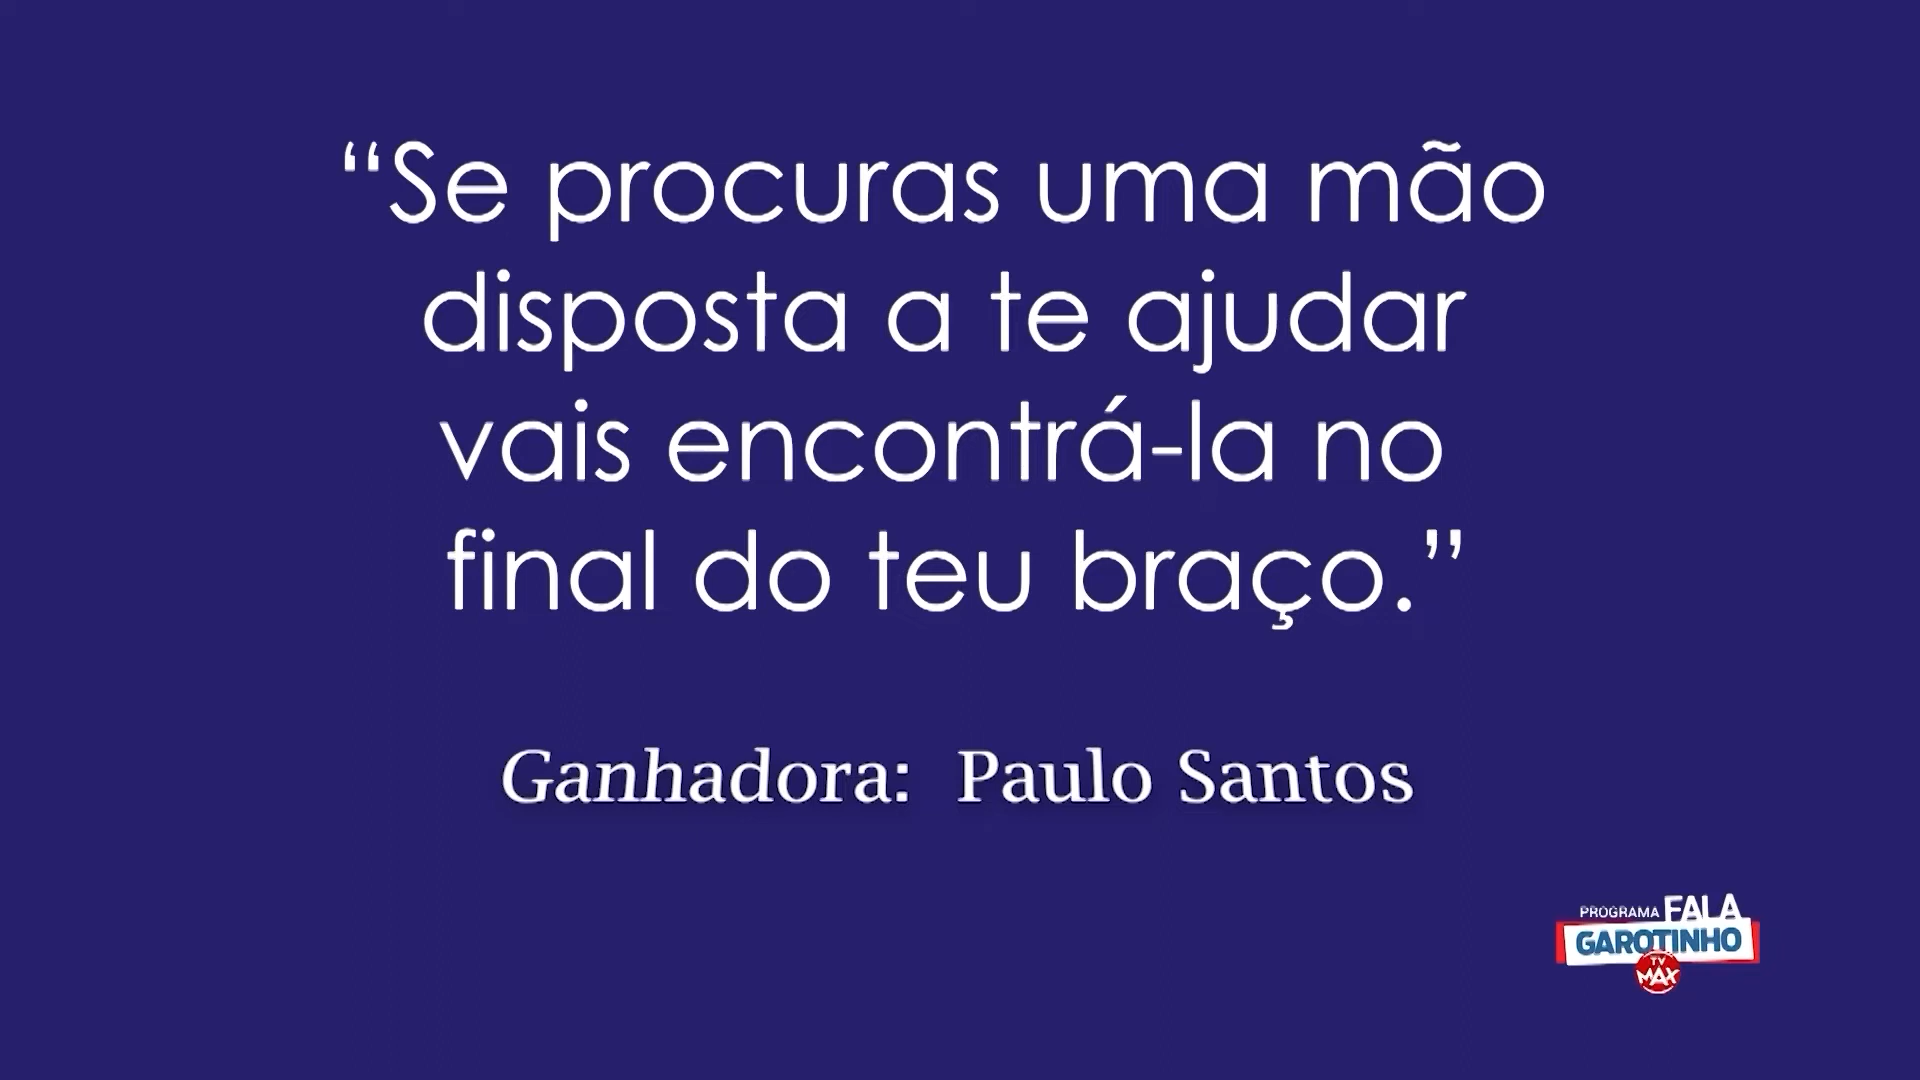 “Se procuras uma mão
disposta a te ajudar
vais encontrá-la no
final do teu braço.”
Ganhadora: Paulo Santos
PROGRAMA FALA
GAROTINHO
TV
MAX